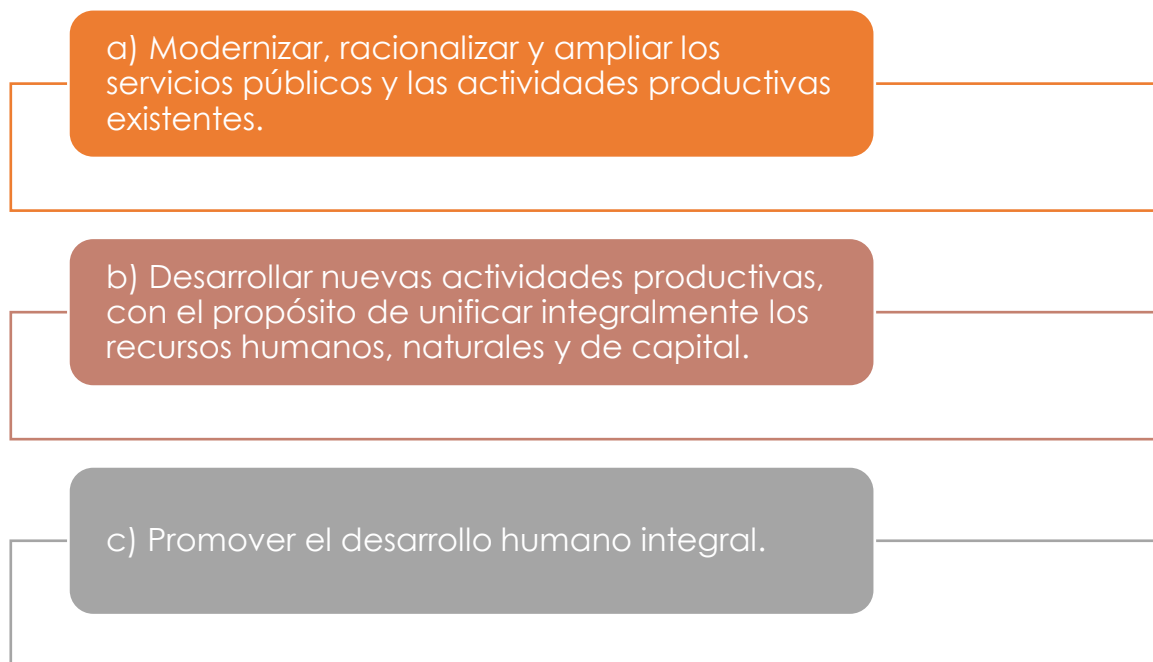 a) Modernizar, racionalizar y ampliar los
servicios públicos y las actividades productivas
existentes.
b) Desarrollar nuevas actividades productivas,
con el propósito de unificar integralmente los
recursos humanos, naturales y de capital.
c) Promover el desarrollo humano integral.